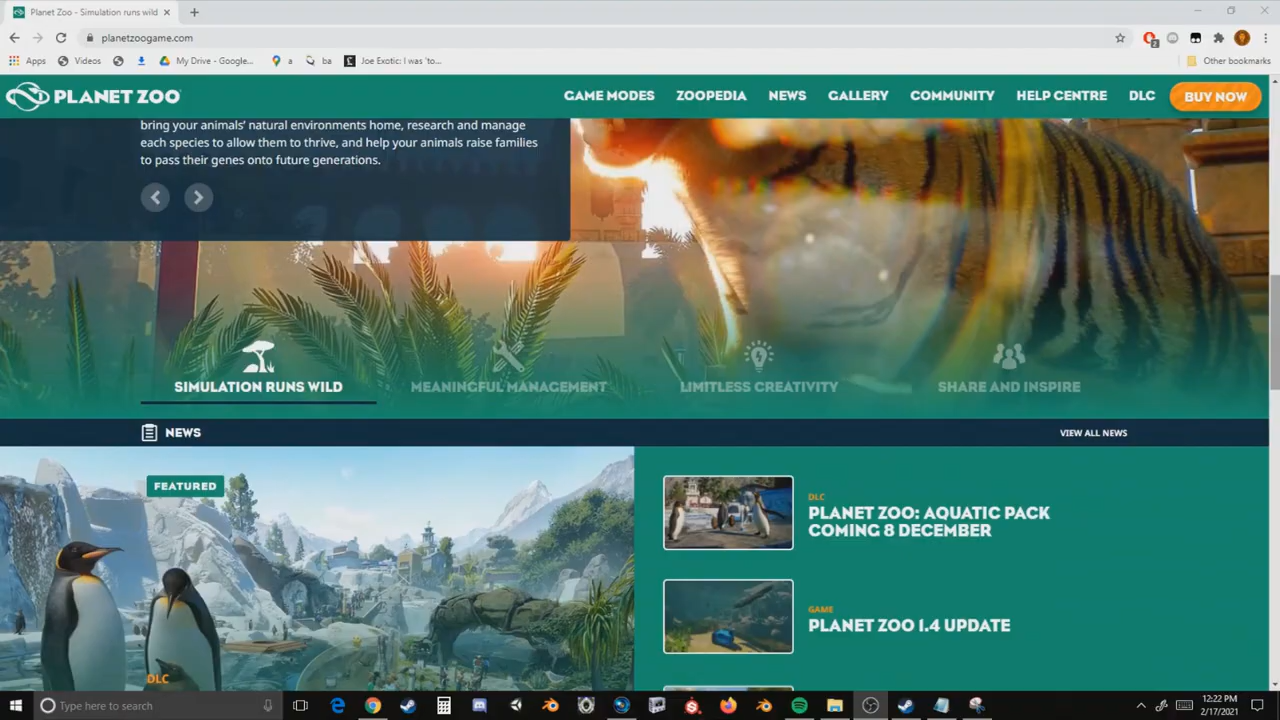 Planet Zoo - Simulation runs wild
planetzoogame.com
2
Apps
Videos
My Drive - Google...
a
ba
Joe Exotic: I was 'to...
Other bookmarks
PLANET ZOO
GAME MODES
ZOOPEDIA
NEWS
GALLERY
COMMUNITY
HELP CENTRE
DLC
BUY NOW
bring your animals' natural environments home, research and manage
each species to allow them to thrive, and help your animals raise families
to pass their genes onto future generations.
SIMULATION RUNS WILD
MEANINGFUL MANAGEMENT
LIMITLESS CREATIVITY
SHARE AND INSPIRE
NEWS
VIEW ALL NEWS
FEATURED
DLC
PLANET ZOO: AQUATIC PACK
COMING 8 DECEMBER
GAME
PLANET ZOO 1.4 UPDATE
DLC
Type here to search
12:22 PM
2/17/2021